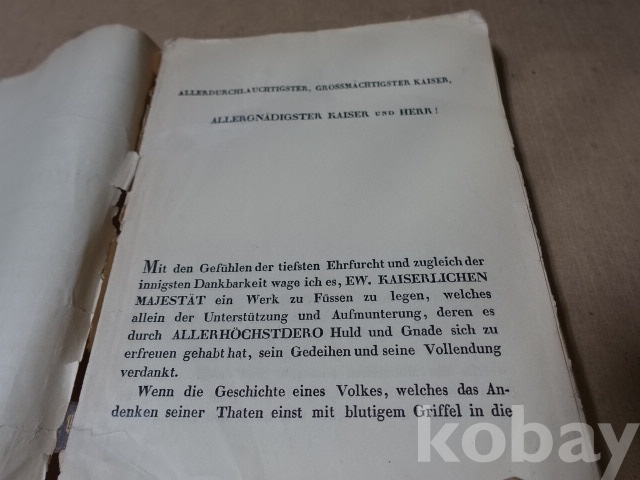 ALLERDURCHLAUCHTIGSTER, GROSSMÄCHTIGSTER KAISER,
ALLERGNÄDIGSTER KAISER UND HERR!
Mit den Gefühlen der tiefsten Ehrfurcht und zugleich der
innigsten Dankbarkeit wage ich es, EW. KAISERLICHEN
MAJESTÄT ein Werk zu Füssen zu legen, welches
allein der Unterstützung und Aufmunterung, deren es
durch ALLERHÖCHSTDERO Huld und Gnade sich zu
erfreuen gehabt hat, sein Gedeihen und seine Vollendung
verdankt.
Wenn die Geschichte eines Volkes, welches das An-
denken seiner Thaten einst mit blutigem Griffel in die
kobay